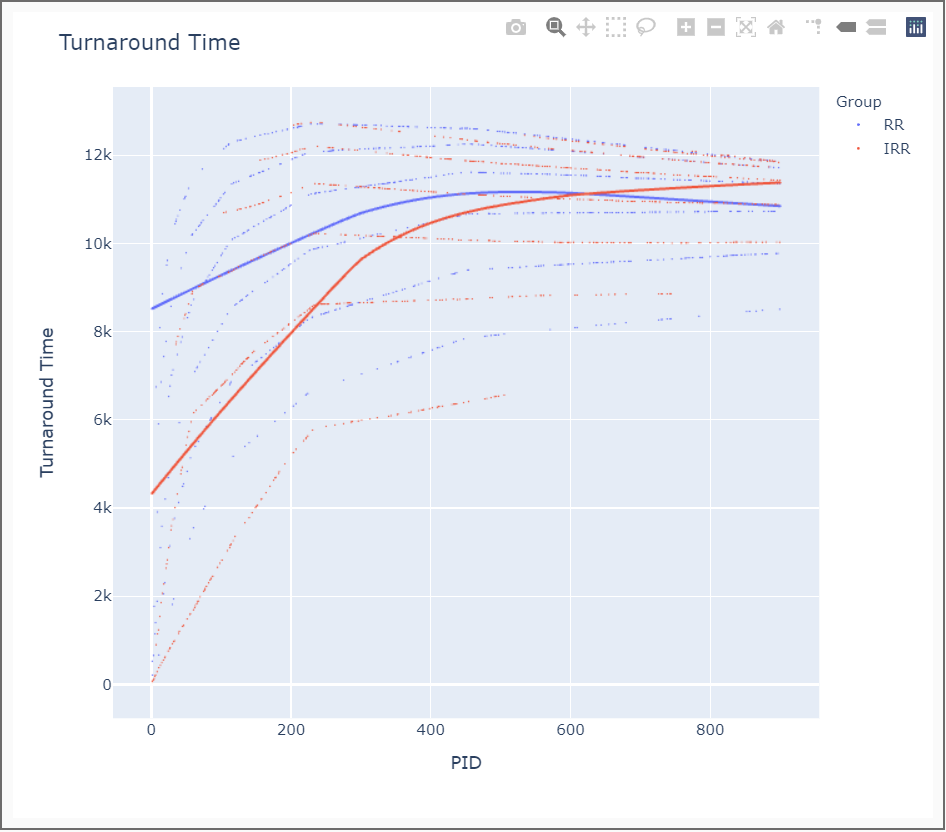 Turnaround Time
Group
RR
IRR
12k
10k
8k
6k
4k
2k
0
Turnaround Time
0 200 400 600 800
PID